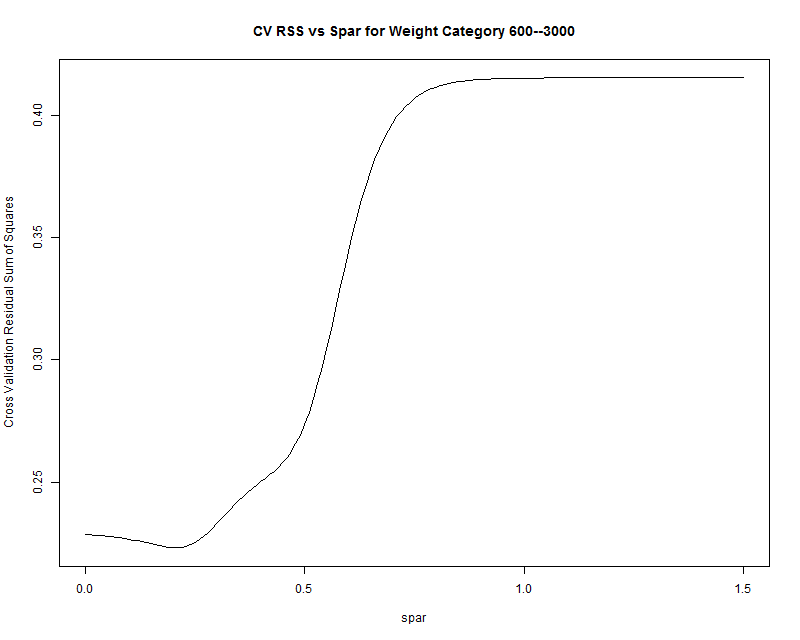 CV RSS vs Spar for Weight Category 600--3000
Cross Validation Residual Sum of Squares
0.40
0.35
0.30
0.25
0.0
0.5
1.0
1.5
spar